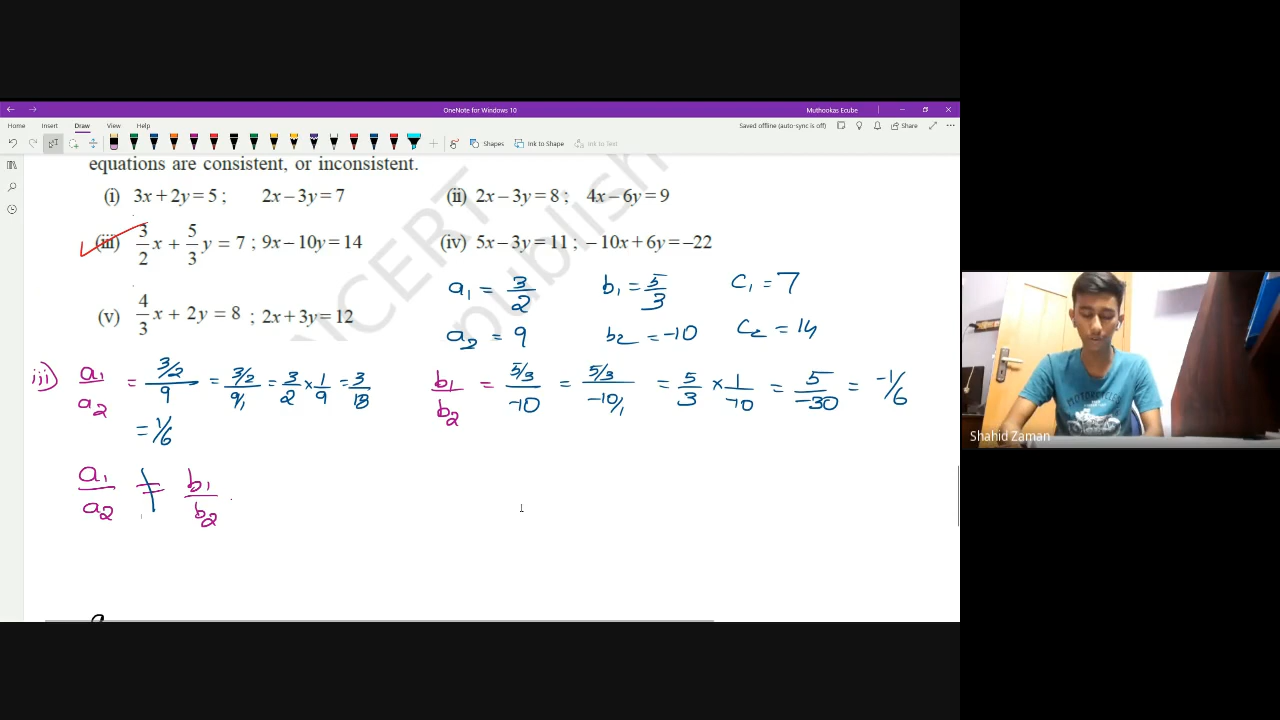 OneNote for Windows 10
Muthookas Ecube
Home Insert Draw View Help
Saved offline (auto-sync is off) Share
Shapes Ink to Shape Ink to Text
equations are consistent, or inconsistent.
(i) 3x + 2y = 5 ; 2x – 3y = 7 (ii) 2x – 3y = 8 ; 4x – 6y = 9
(iii) 3/2 x + 5/3 y = 7 ; 9x – 10y = 14 (iv) 5x – 3y = 11 ; – 10x + 6y = –22
a1 = 3/2 b1 = 5/3 C1 = 7
(v) 4/3 x + 2y = 8 ; 2x + 3y = 12
a2 = 9 b2 = -10 C2 = 14
iii) a1/a2 = 3/2/9 = 3/2/9/1 = 3/2 × 1/9 = 3/18 b1/b2 = 5/3/-10 = 5/3/-10/1 = 5/3 × 1/-10 = 5/-30 = -1/6
= 1/6
a1/a2 ≠ b1/b2
CERT
publish
Shahid Zaman